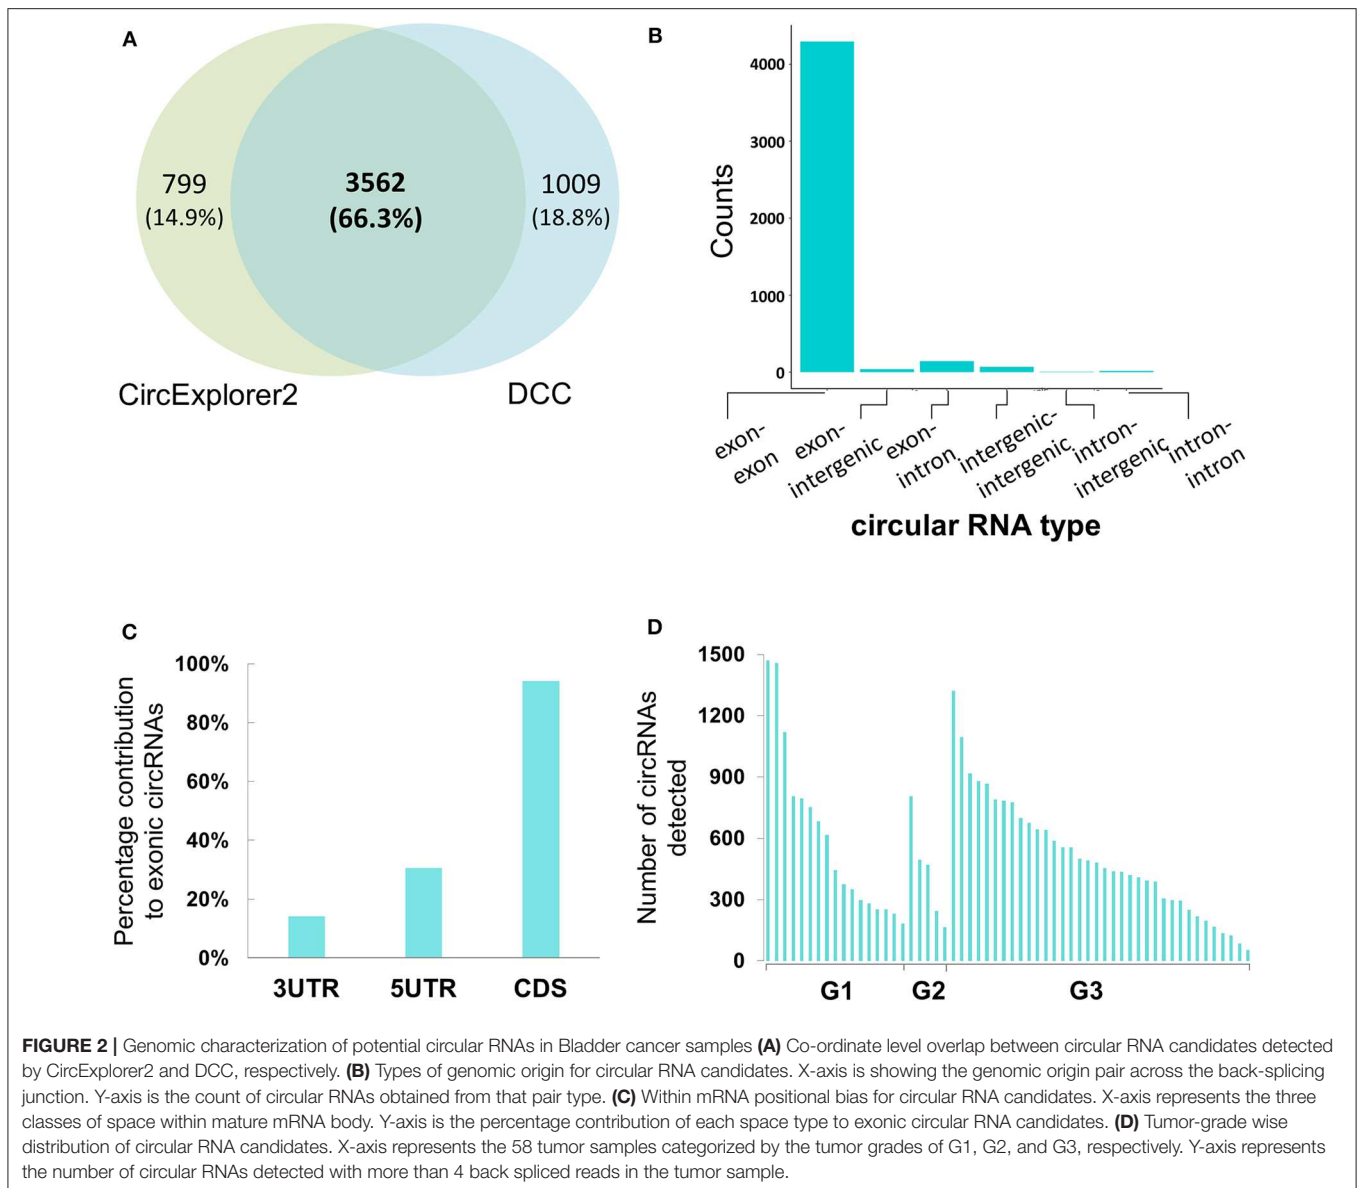 A
799
(14.9%)
3562
(66.3%)
1009
(18.8%)
CircExplorer2
DCC
B
Counts
4000
3000
2000
1000
0
exon-
exon
exon-
intergenic
exon-
intron
intergenic-
intergenic
intron-
intergenic
intron-
intron
circular RNA type
C
Percentage contribution
to exonic circRNAs
100%
80%
60%
40%
20%
0%
3UTR
5UTR
CDS
D
Number of circRNAs
detected
1500
1200
900
600
300
0
G1
G2
G3
FIGURE 2 | Genomic characterization of potential circular RNAs in Bladder cancer samples (A) Co-ordinate level overlap between circular RNA candidates detected
by CircExplorer2 and DCC, respectively. (B) Types of genomic origin for circular RNA candidates. X-axis is showing the genomic origin pair across the back-splicing
junction. Y-axis is the count of circular RNAs obtained from that pair type. (C) Within mRNA positional bias for circular RNA candidates. X-axis represents the three
classes of space within mature mRNA body. Y-axis is the percentage contribution of each space type to exonic circular RNA candidates. (D) Tumor-grade wise
distribution of circular RNA candidates. X-axis represents the 58 tumor samples categorized by the tumor grades of G1, G2, and G3, respectively. Y-axis represents
the number of circular RNAs detected with more than 4 back spliced reads in the tumor sample.